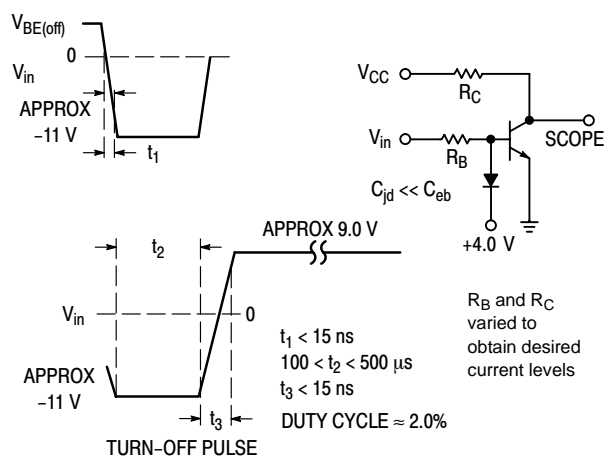 V_BE(off)
0
V_in
APPROX
−11 V
t_1
V_CC
R_C
V_in
R_B
SCOPE
C_jd << C_eb
+4.0 V
t_2
APPROX 9.0 V
V_in
0
APPROX
−11 V
t_3
TURN−OFF PULSE
t_1 < 15 ns
100 < t_2 < 500 μs
t_3 < 15 ns
DUTY CYCLE ≈ 2.0%
R_B and R_C
varied to
obtain desired
current levels